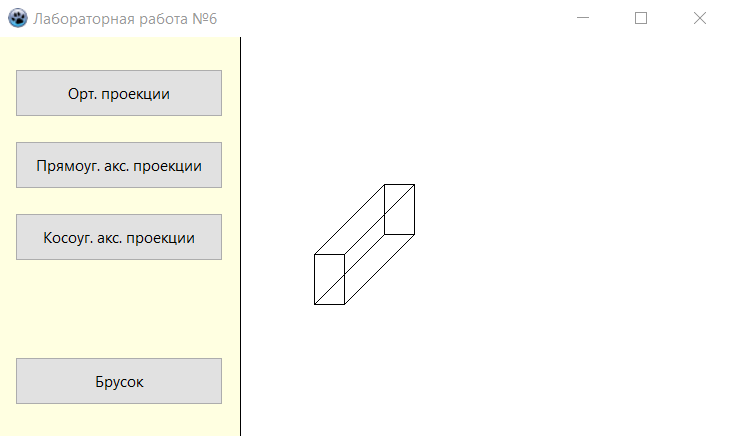 Лабораторная работа №6
Орт. проекции
Прямоуг. акс. проекции
Косоуг. акс. проекции
Брусок